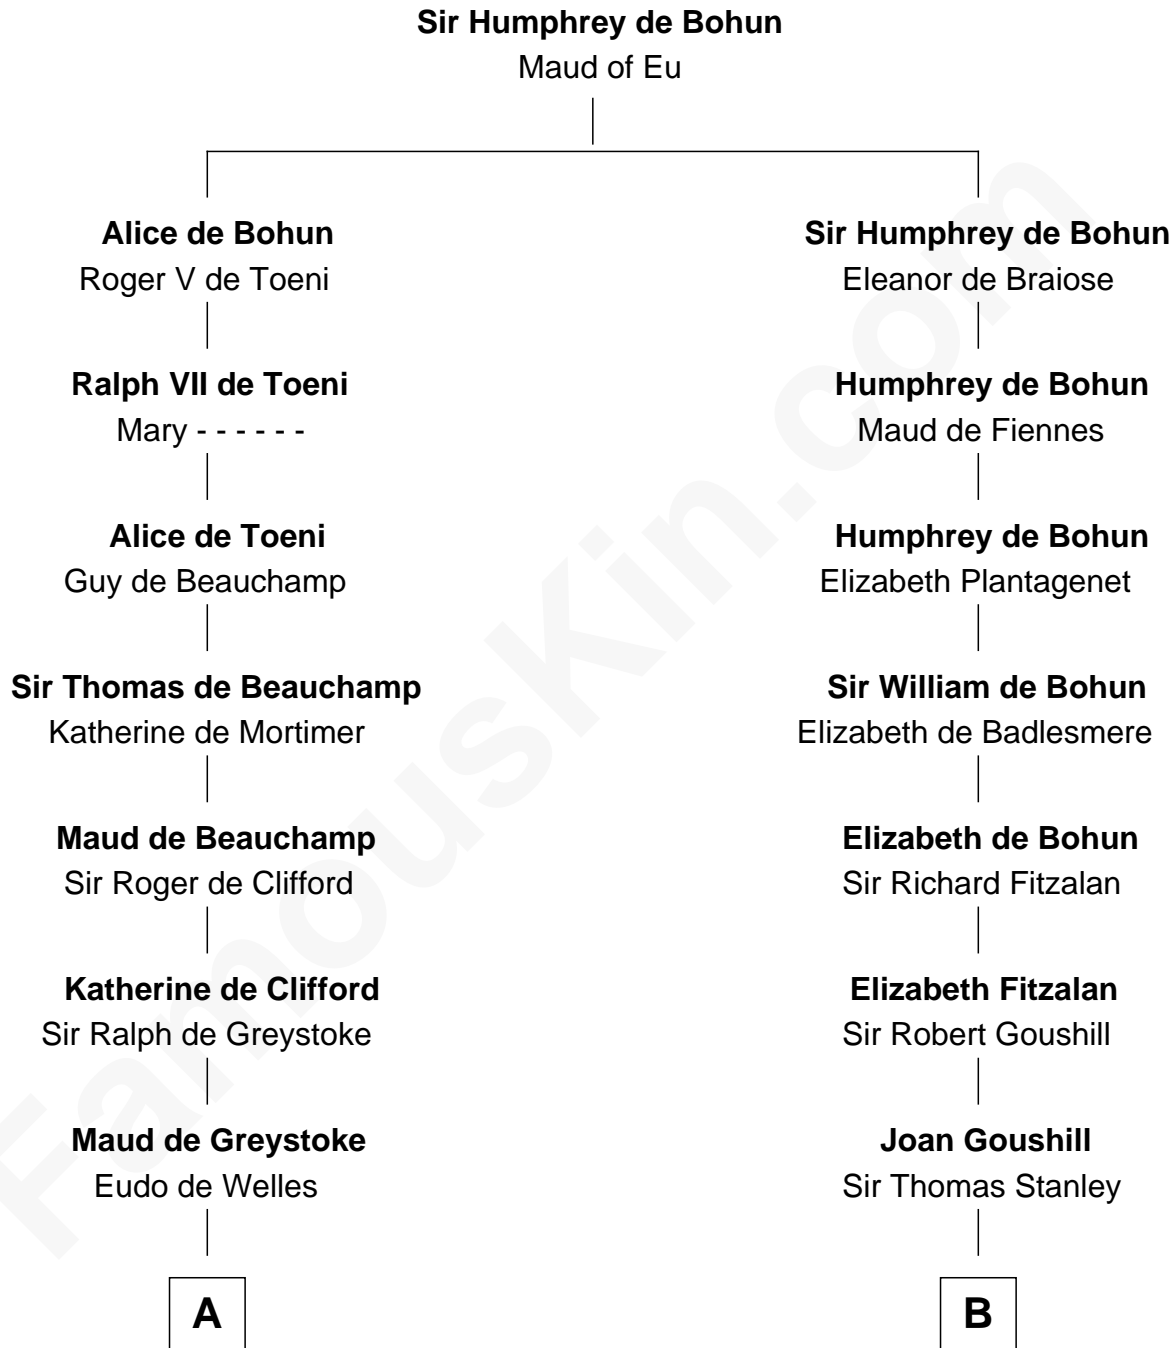 Sir Humphrey de Bohun
Maud of Eu
Alice de Bohun
Roger V de Toeni
Sir Humphrey de Bohun
Eleanor de Braiose
Ralph VII de Toeni
Mary - - - - - -
Humphrey de Bohun
Maud de Fiennes
Alice de Toeni
Guy de Beauchamp
Humphrey de Bohun
Elizabeth Plantagenet
Sir Thomas de Beauchamp
Katherine de Mortimer
Sir William de Bohun
Elizabeth de Badlesmere
Maud de Beauchamp
Sir Roger de Clifford
Elizabeth de Bohun
Sir Richard Fitzalan
Katherine de Clifford
Sir Ralph de Greystoke
Elizabeth Fitzalan
Sir Robert Goushill
Maud de Greystoke
Eudo de Welles
Joan Goushill
Sir Thomas Stanley
A
B
FamousKin.com